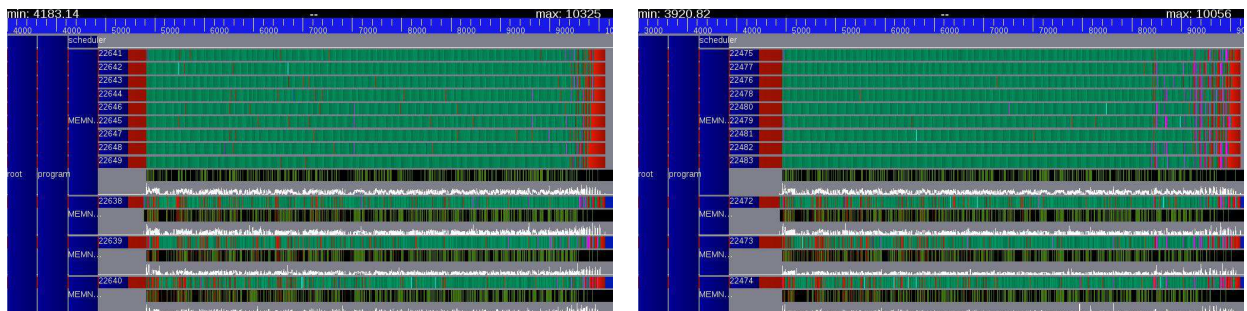 min: 4183.14 -- max: 10325
4000 5000 6000 7000 8000 9000 10
scheduler
22641
22642
22643
22644
22646
MEMN... 22645
22647
22648
22649
root program
22638
MEMN...
22639
MEMN...
22640
MEMN...
min: 3920.82 -- max: 10056
3000 4000 5000 6000 7000 8000 9000
scheduler
22475
22477
22476
22478
22480
MEMN... 22479
22481
22482
22483
root program
22472
MEMN...
22473
MEMN...
22474
MEMN...